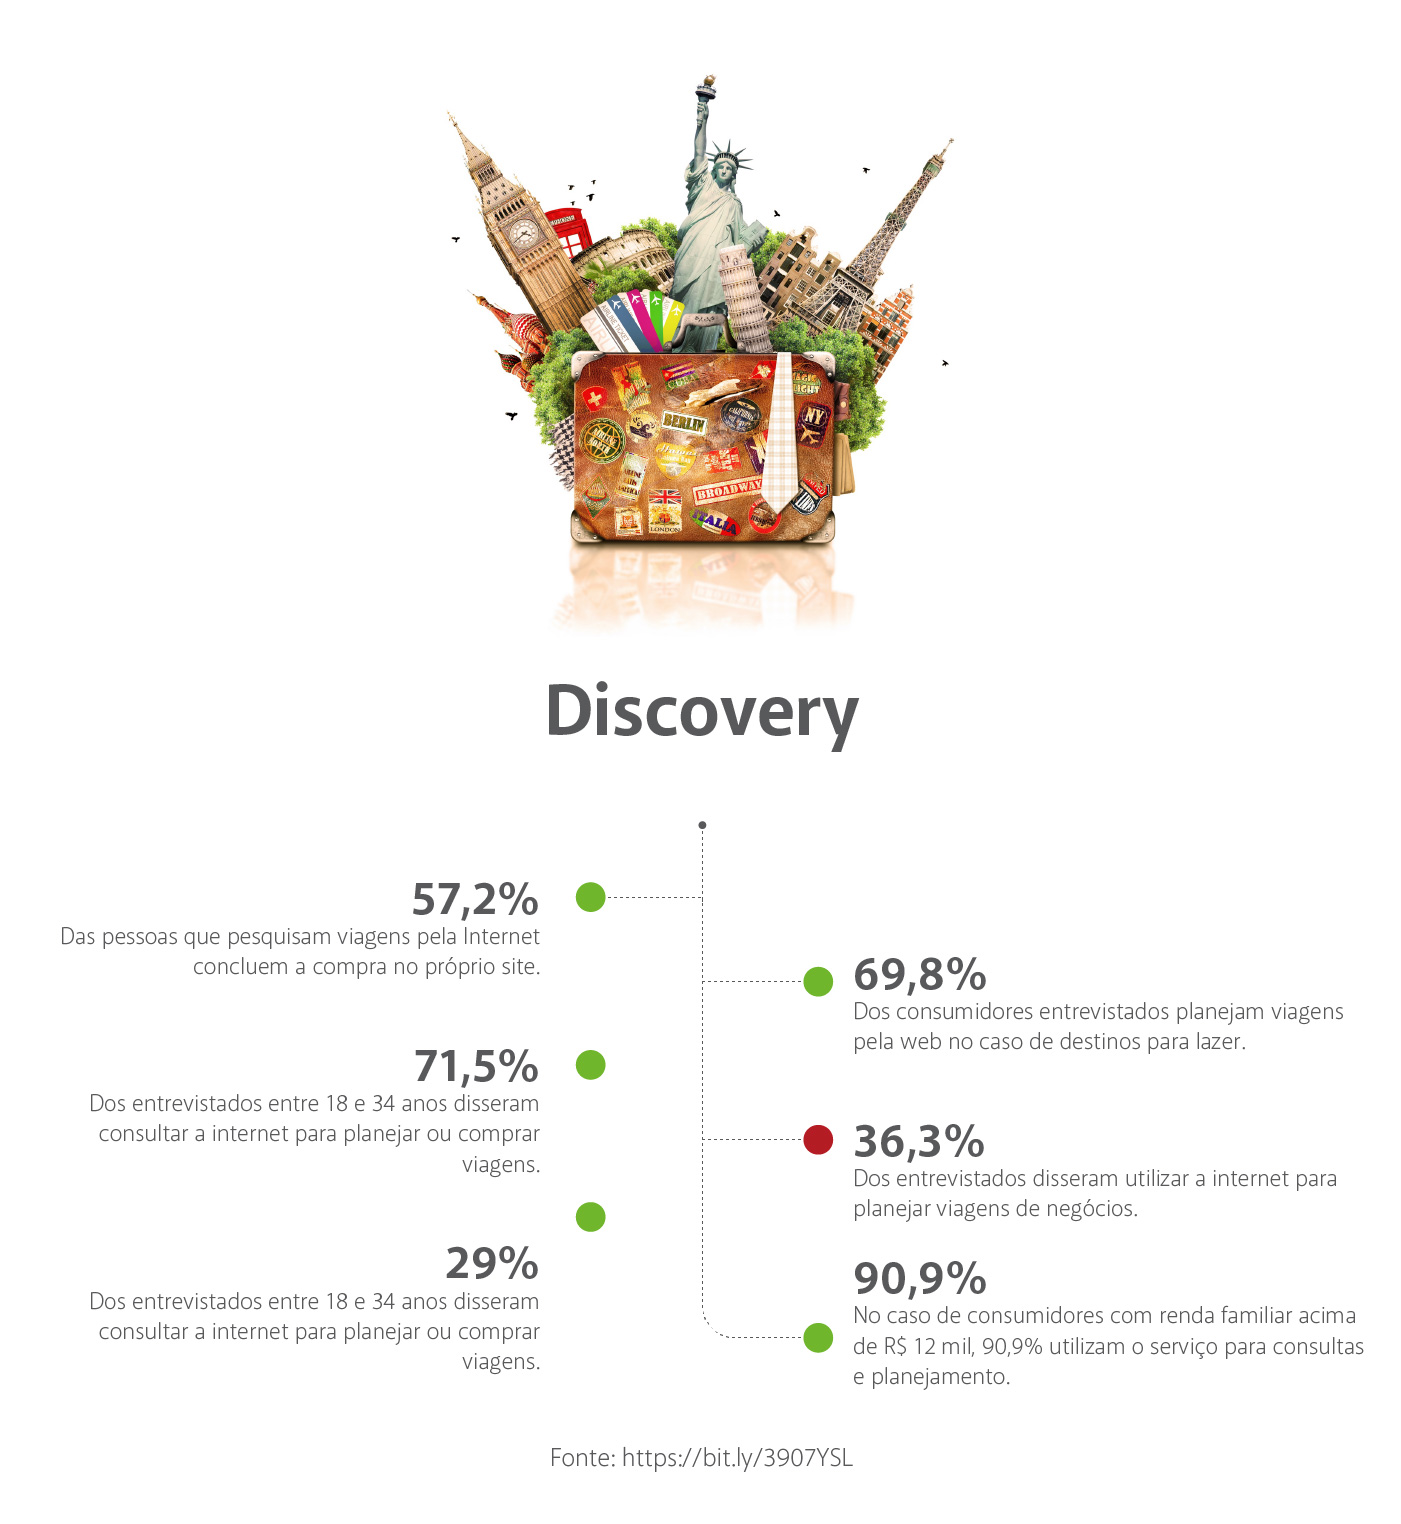 BERLIN
NY
BROADWAY
ITALIA
LONDON
Discovery
57,2%
Das pessoas que pesquisam viagens pela Internet
concluem a compra no próprio site.
69,8%
Dos consumidores entrevistados planejam viagens
pela web no caso de destinos para lazer.
71,5%
Dos entrevistados entre 18 e 34 anos disseram
consultar a internet para planejar ou comprar
viagens.
36,3%
Dos entrevistados disseram utilizar a internet para
planejar viagens de negócios.
29%
Dos entrevistados entre 18 e 34 anos disseram
consultar a internet para planejar ou comprar
viagens.
90,9%
No caso de consumidores com renda familiar acima
de R$ 12 mil, 90,9% utilizam o serviço para consultas
e planejamento.
Fonte: https://bit.ly/3907YSL